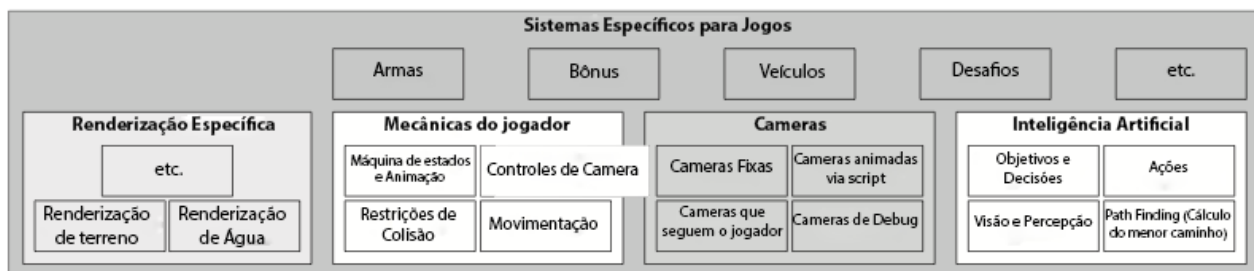 Sistemas Específicos para Jogos
Armas
Bônus
Veículos
Desafios
etc.
Renderização Específica
etc.
Renderização
de terreno
Renderização
de Água
Mecânicas do jogador
Máquina de estados
e Animação
Controles de Camera
Restrições de
Colisão
Movimentação
Cameras
Cameras Fixas
Cameras animadas
via script
Cameras que
seguem o jogador
Cameras de Debug
Inteligência Artificial
Objetivos e
Decisões
Ações
Visão e Percepção
Path Finding (Cálculo
do menor caminho)